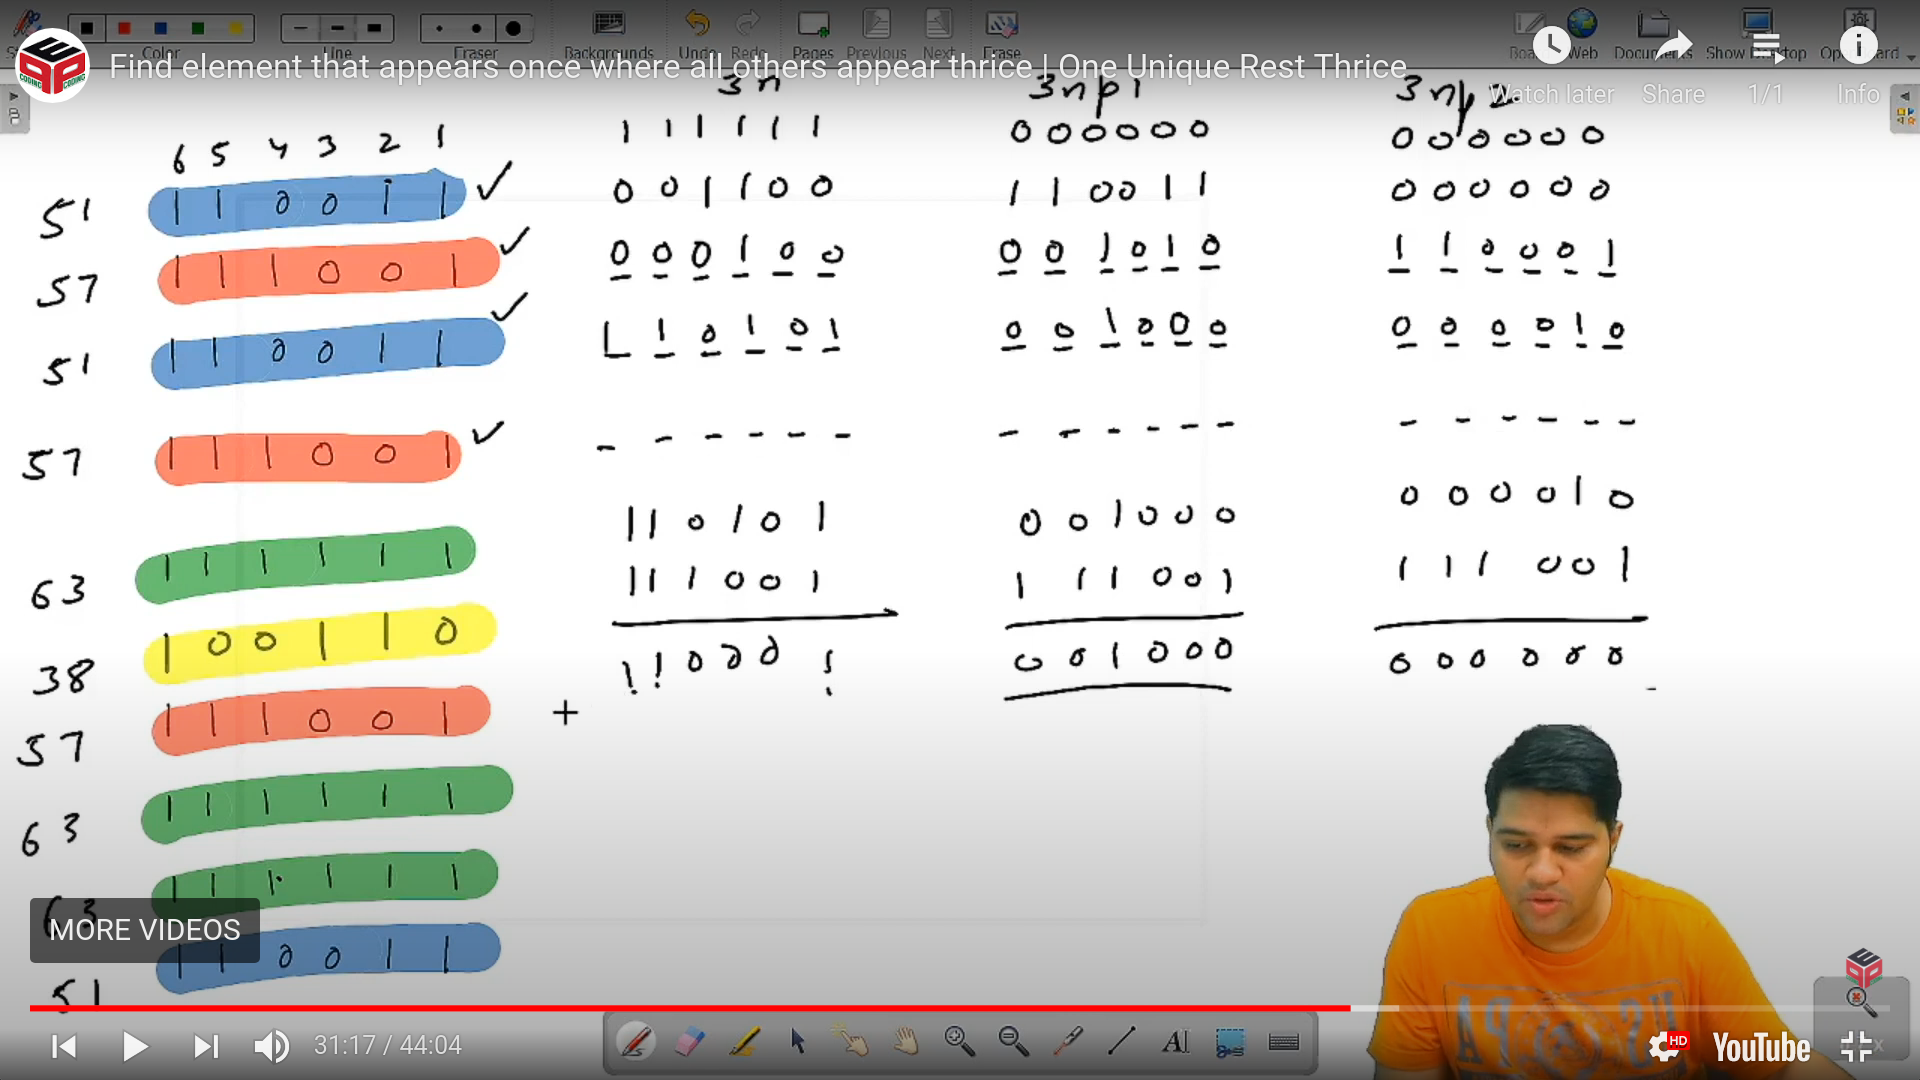 Color Line Eraser Backgrounds Undo Redo Pages Previous Next Erase Web Documents Show Desktop
Find element that appears once where all others appear thrice | One Unique Rest Thrice
Watch later Share 1/1 Info
3n 3np1 3np2
6 5 4 3 2 1
1 1 1 1 1 1 0 0 0 0 0 0 0 0 0 0 0 0
51 1 1 0 0 1 1 0 0 1 1 0 0 1 1 0 0 1 1 0 0 0 0 0 0
57 1 1 1 0 0 1 0 0 0 1 0 0 0 0 1 0 1 0 1 1 0 0 0 1
51 1 1 0 0 1 1 1 1 0 1 0 1 0 0 1 0 0 0 0 0 0 0 1 0
57 1 1 1 0 0 1 - - - - - - - - - - - - - - - - - -
1 1 0 1 0 1 0 0 1 0 0 0 0 0 0 0 1 0
63 1 1 1 1 1 1 1 1 1 0 0 1 1 1 1 0 0 1 1 1 1 0 0 1
38 1 0 0 1 1 0 1 1 0 0 0 1 0 0 1 0 0 0 0 0 0 0 0 0
57 1 1 1 0 0 1 +
63 1 1 1 1 1 1
63 1 1 1 1 1 1
MORE VIDEOS
51 1 1 0 0 1 1
31:17 / 44:04
HD YouTube